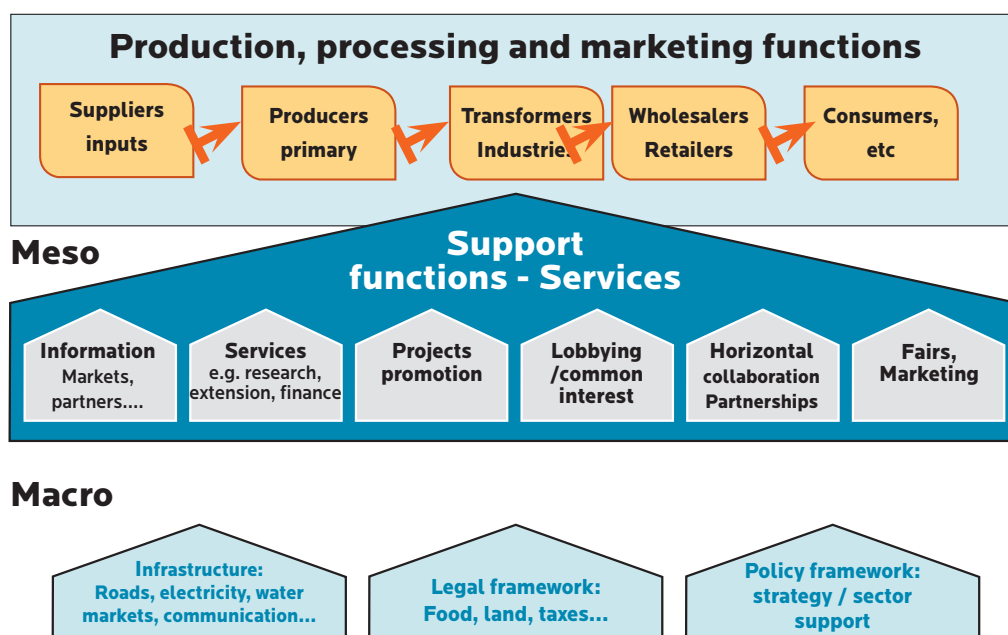 Production, processing and marketing functions
Suppliers
inputs
Producers
primary
Transformers
Industries
Wholesalers
Retailers
Consumers,
etc
Meso
Support
functions - Services
Information
Markets,
partners....
Services
e.g. research,
extension, finance
Projects
promotion
Lobbying
/common
interest
Horizontal
collaboration
Partnerships
Fairs,
Marketing
Macro
Infrastructure:
Roads, electricity, water
markets, communication...
Legal framework:
Food, land, taxes...
Policy framework:
strategy / sector
support